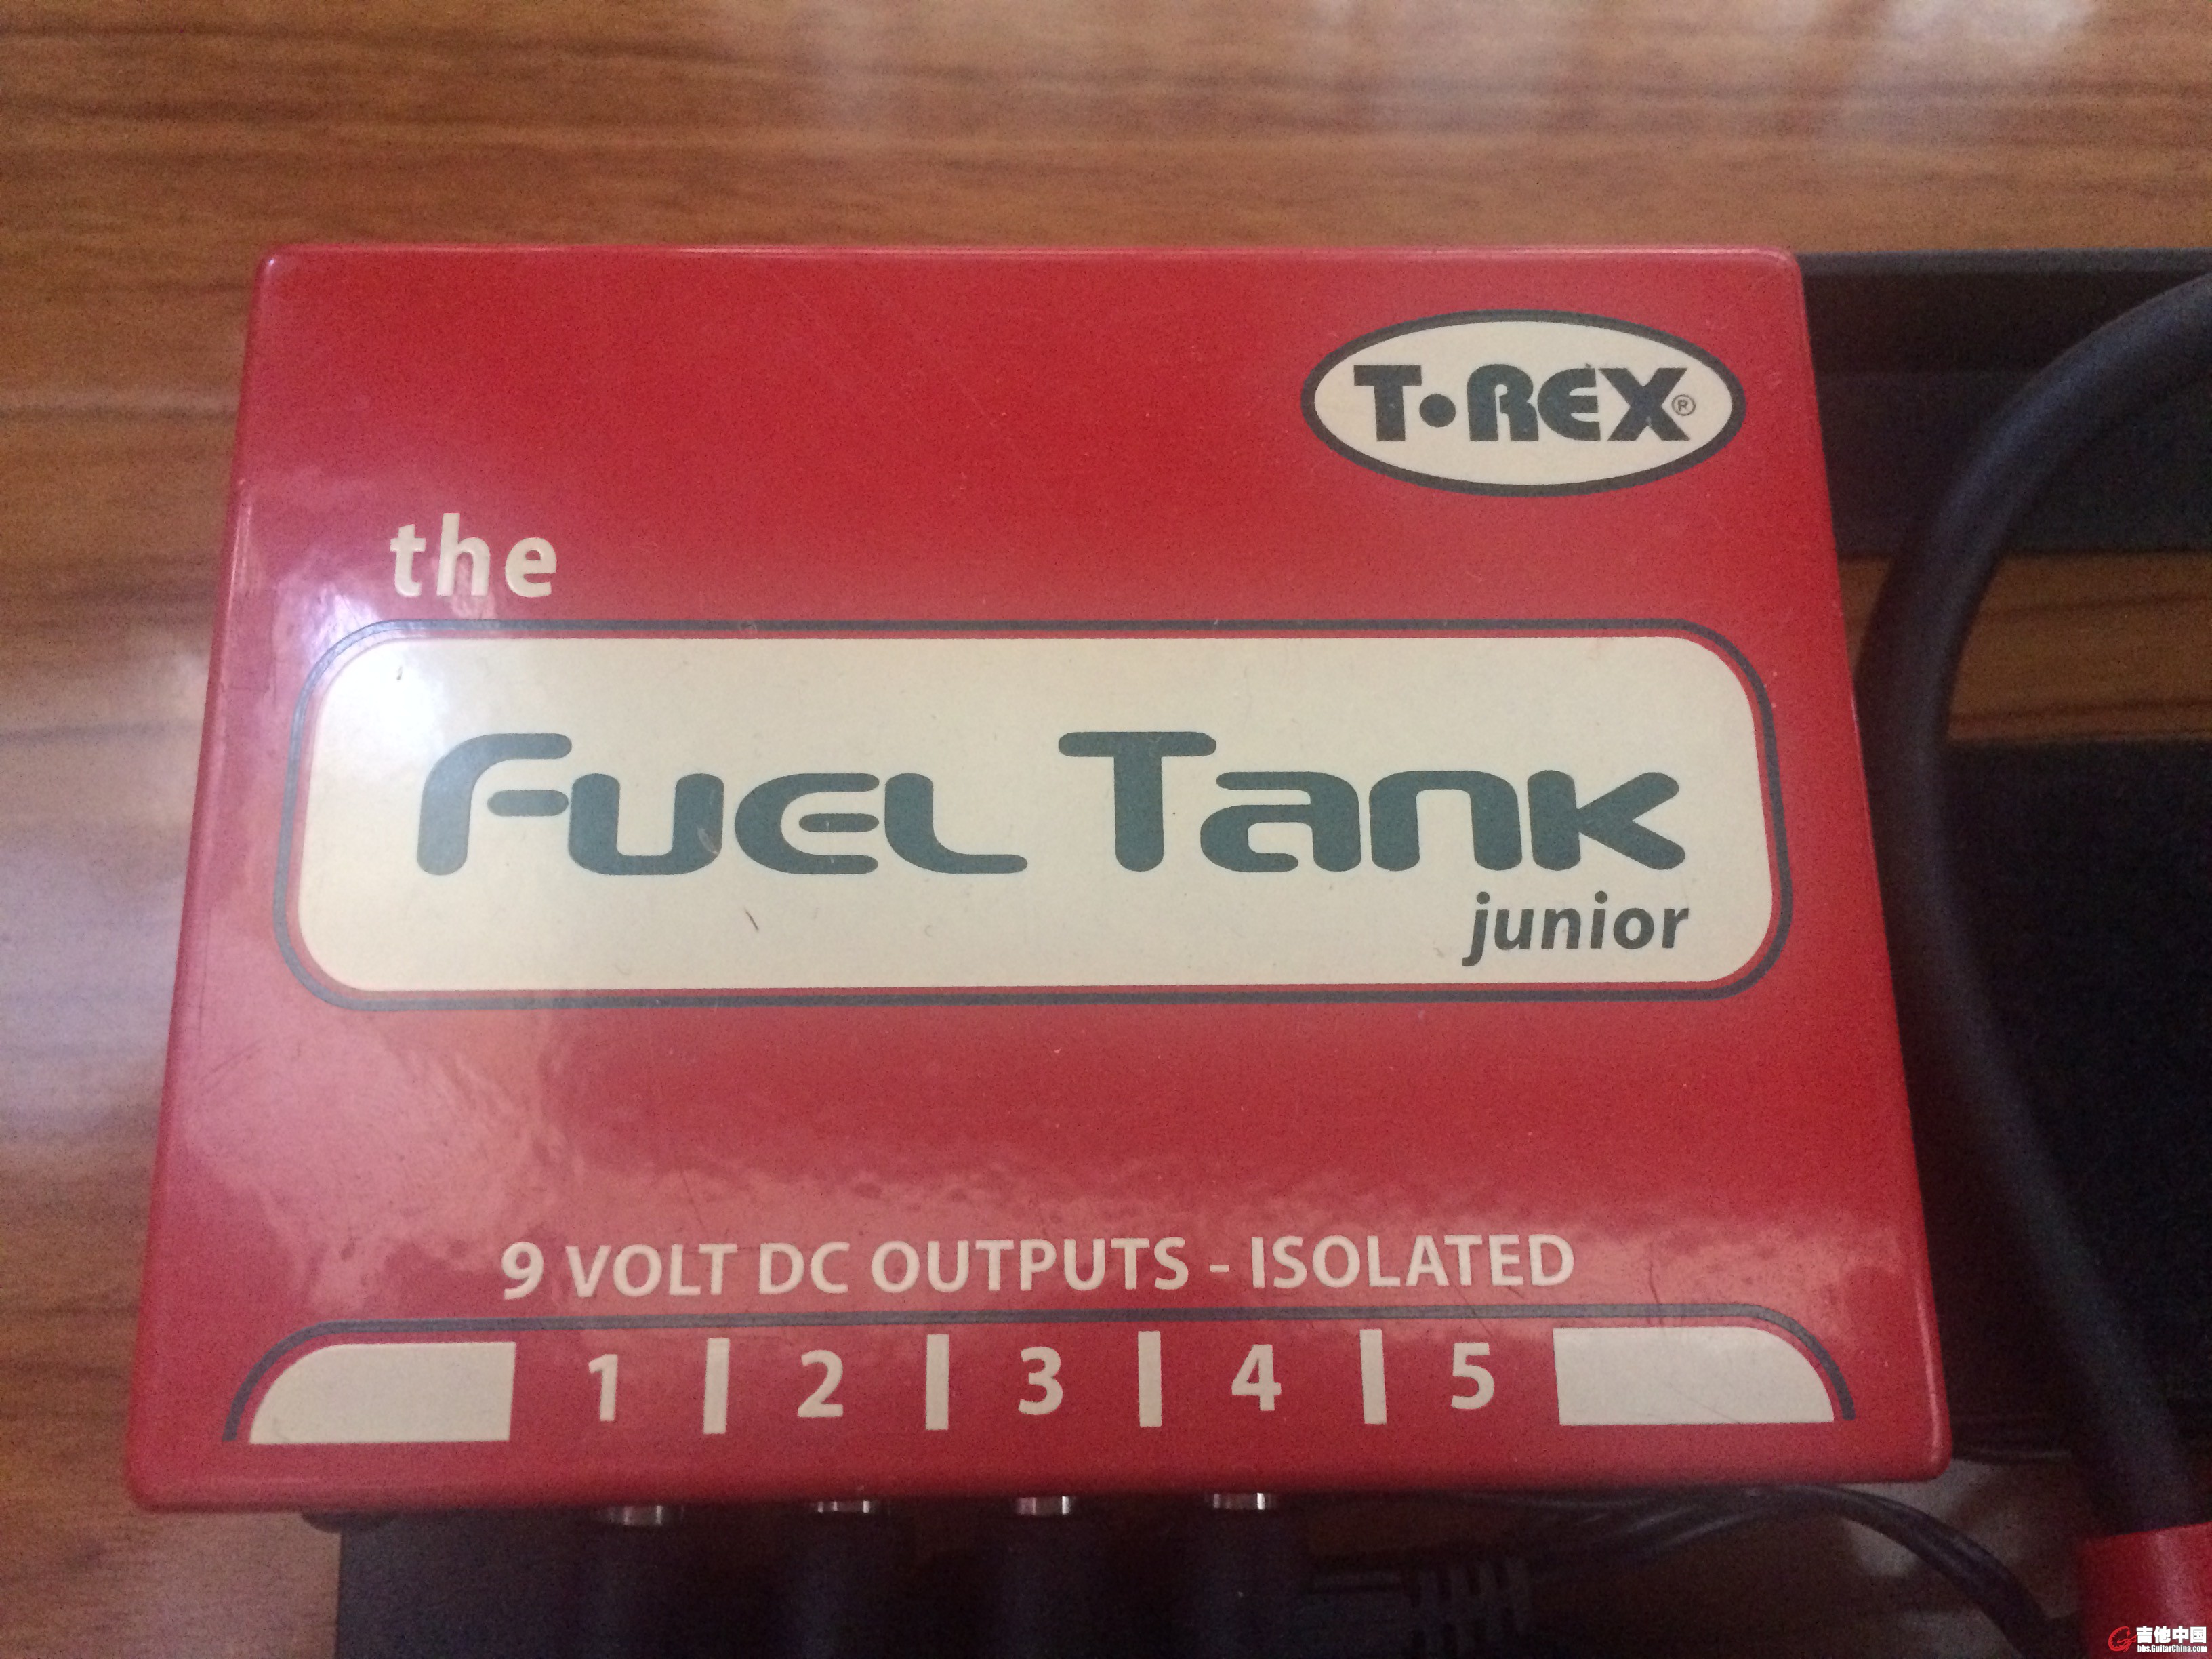 T•REX®
the
Fuel Tank
junior
9 VOLT DC OUTPUTS - ISOLATED
1 2 3 4 5
吉他中国
bbs.GuitarChina.com